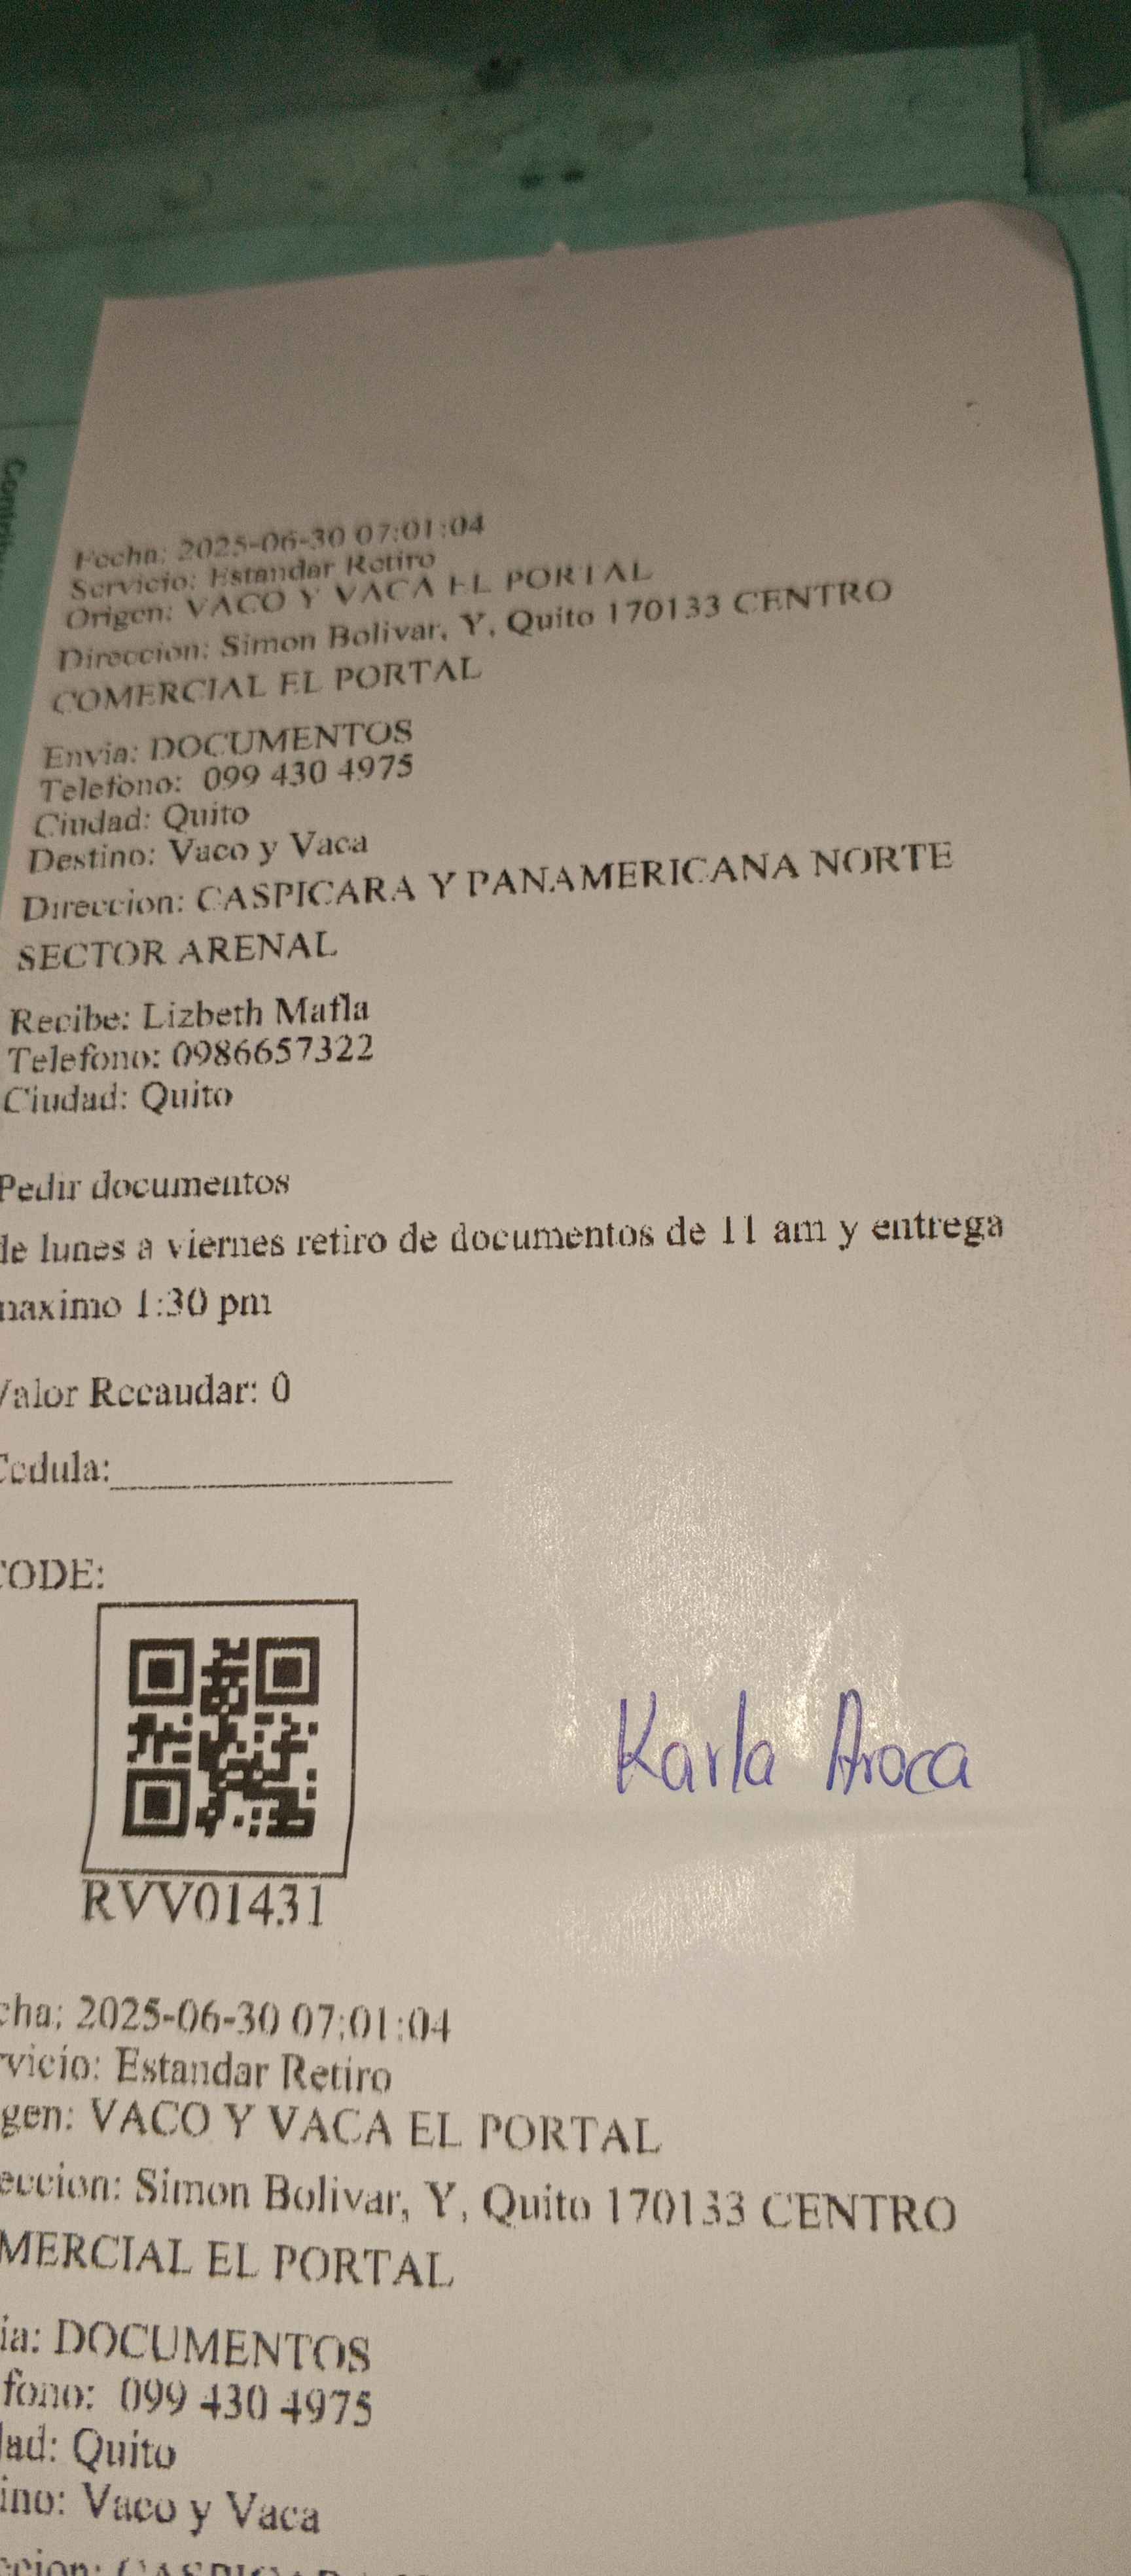 Fecha: 2025-06-30 07:01:04
Servicio: Estandar Retiro
Origen: VACO Y VACA EL PORTAL
Direccion: Simon Bolivar, Y, Quito 170133 CENTRO
COMERCIAL EL PORTAL
Envia: DOCUMENTOS
Telefono: 099 430 4975
Ciudad: Quito
Destino: Vaco y Vaca
Direccion: CASPICARA Y PANAMERICANA NORTE
SECTOR ARENAL
Recibe: Lizbeth Mafla
Telefono: 0986657322
Ciudad: Quito
Pedir documentos
de lunes a viernes retiro de documentos de 11 am y entrega
maximo 1:30 pm
Valor Recaudar: 0
Cedula:
CODE:
Karla Aroca
RVV01431
cha: 2025-06-30 07:01:04
rvicio: Estandar Retiro
gen: VACO Y VACA EL PORTAL
eccion: Simon Bolivar, Y, Quito 170133 CENTRO
MERCIAL EL PORTAL
ia: DOCUMENTOS
fono: 099 430 4975
dad: Quito
ino: Vaco y Vaca